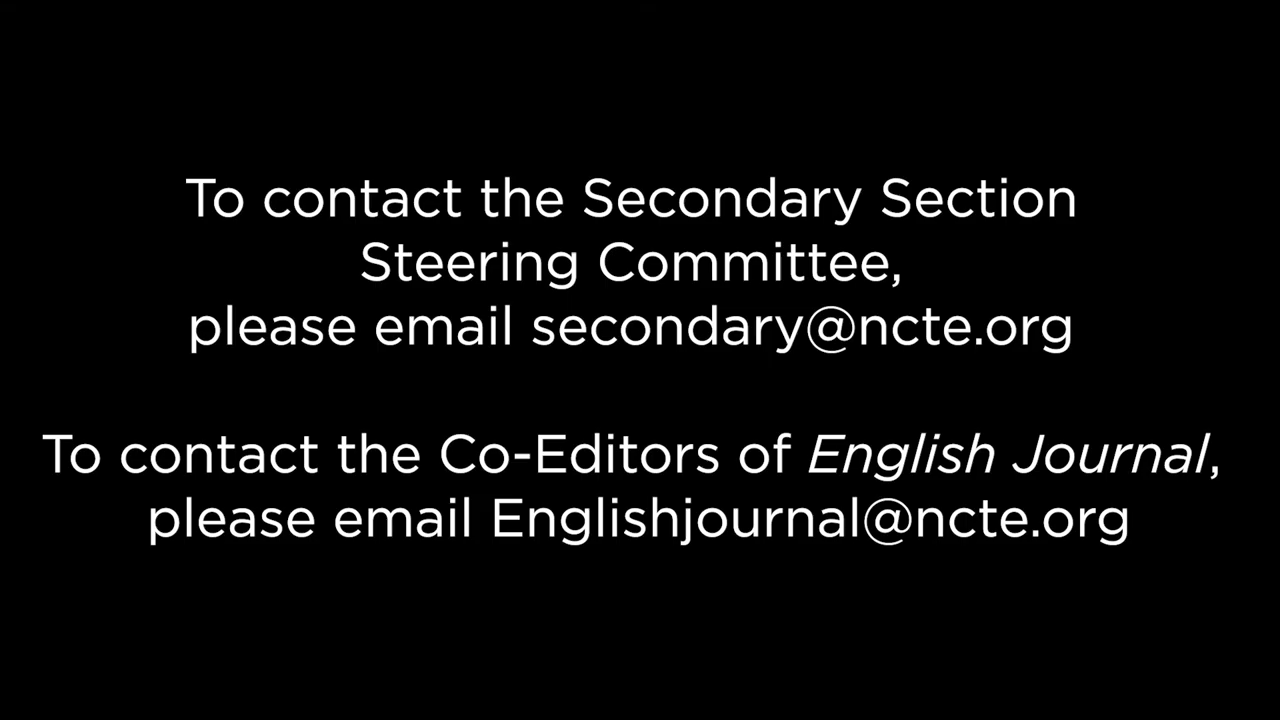 To contact the Secondary Section
Steering Committee,
please email secondary@ncte.org
To contact the Co-Editors of English Journal,
please email Englishjournal@ncte.org